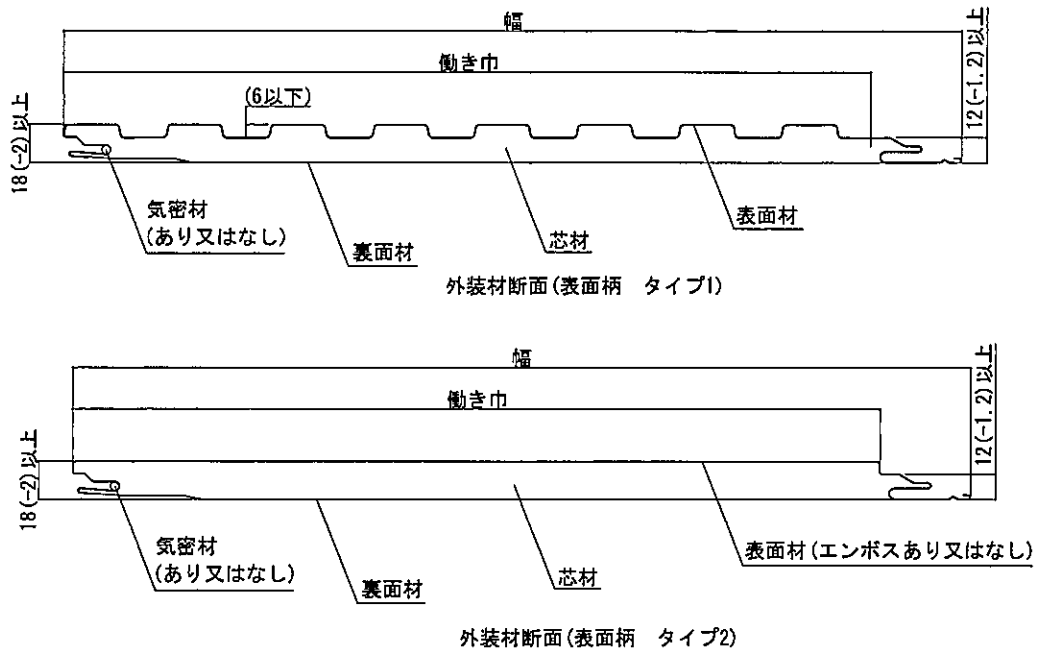 幅
働き巾
(6以下)
18(-2)以上
12(-1.2)以上
気密材
(あり又はなし)
裏面材
芯材
表面材
外装材断面(表面柄 タイプ1)
幅
働き巾
18(-2)以上
12(-1.2)以上
気密材
(あり又はなし)
裏面材
芯材
表面材(エンボスあり又はなし)
外装材断面(表面柄 タイプ2)